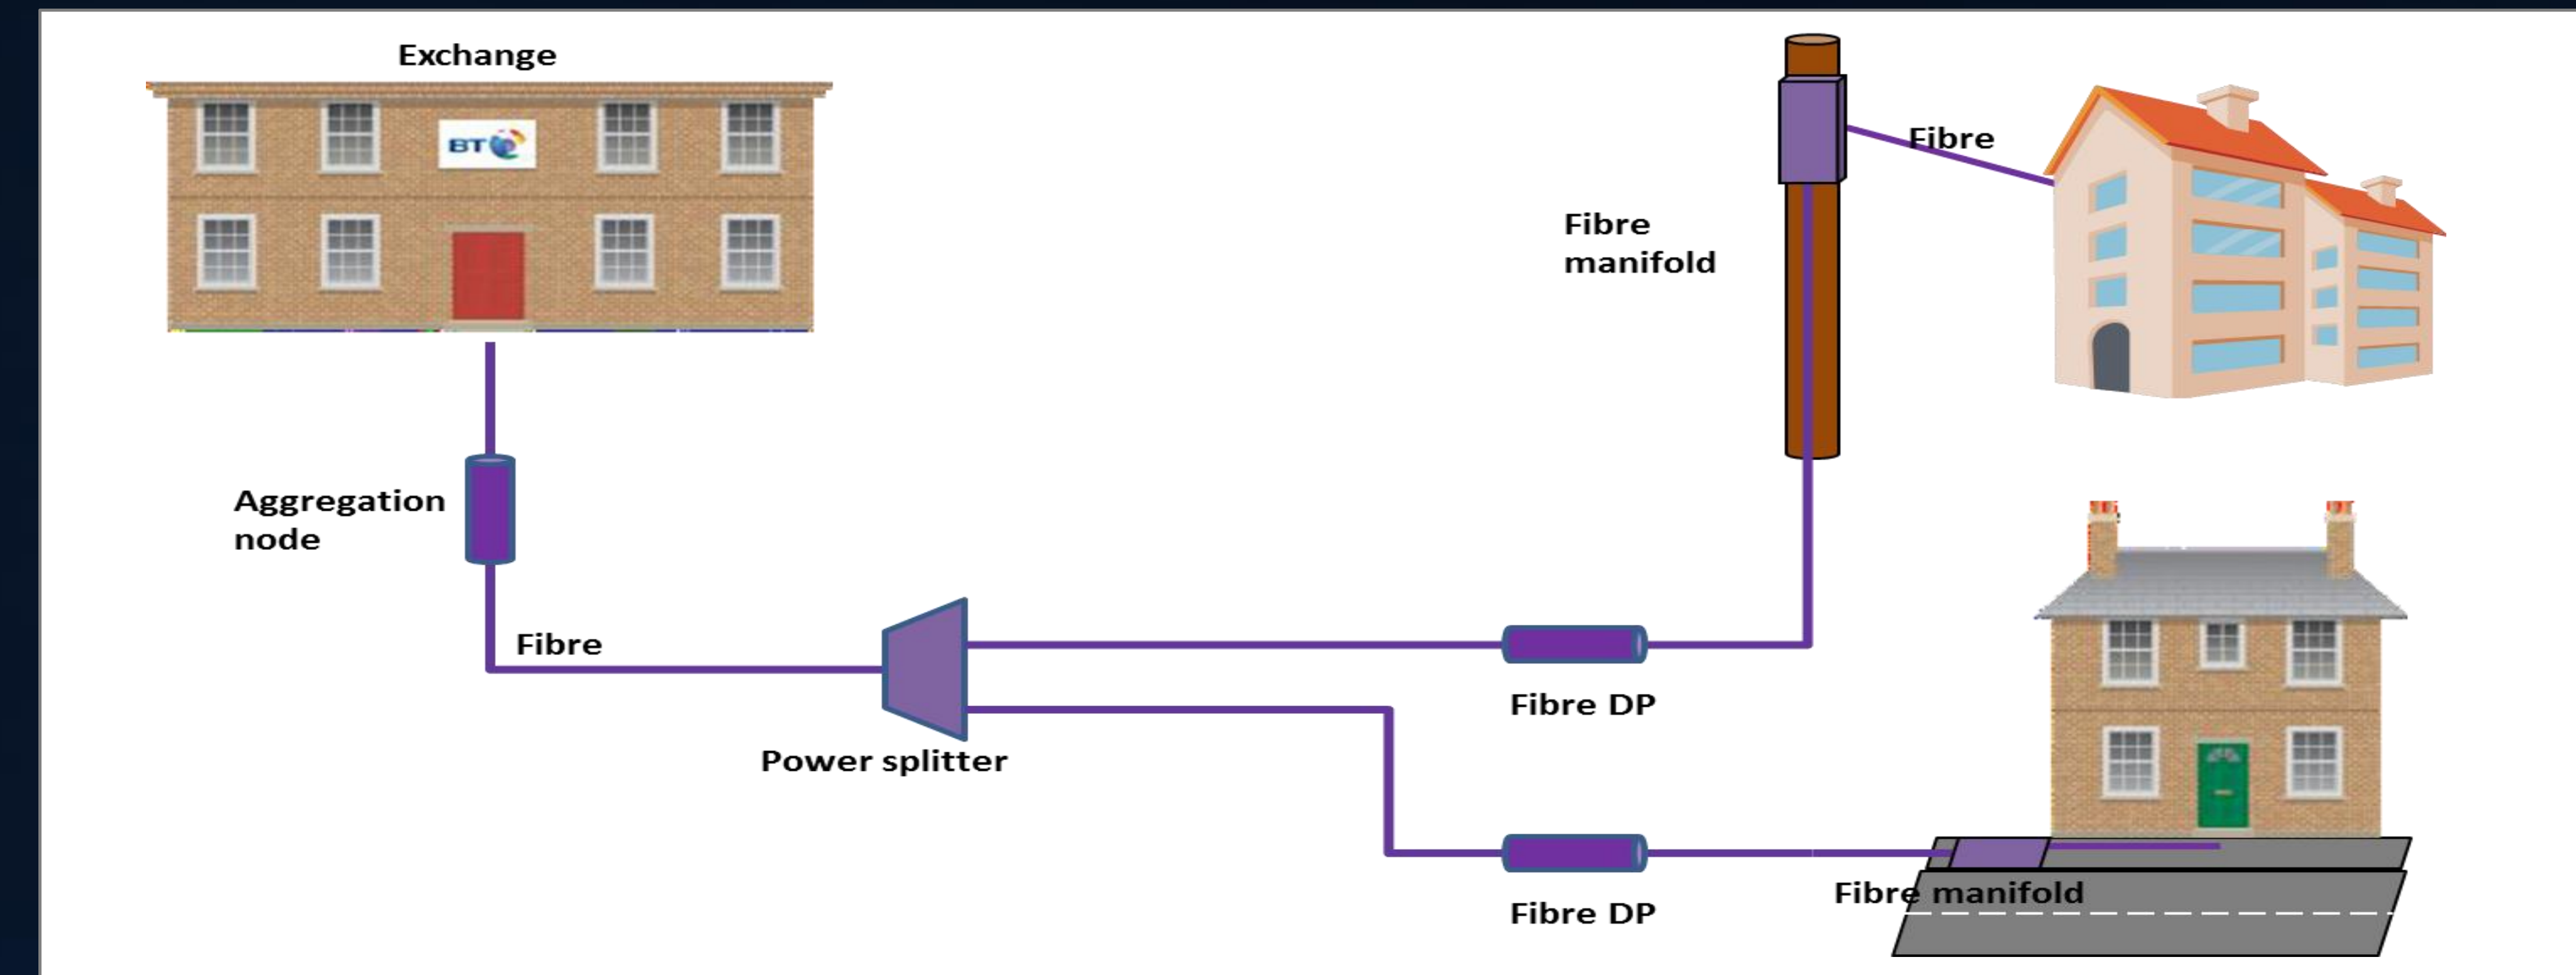 Exchange
BT
Fibre
Fibre
manifold
Aggregation
node
Fibre
Fibre DP
Power splitter
Fibre manifold
Fibre DP